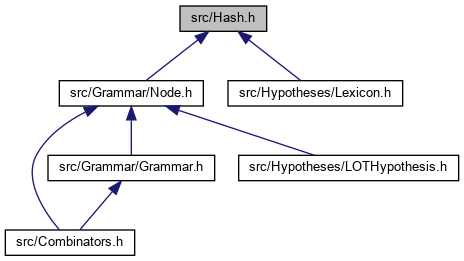 src/Hash.h
src/Grammar/Node.h
src/Hypotheses/Lexicon.h
src/Grammar/Grammar.h
src/Hypotheses/LOTHypothesis.h
src/Combinators.h